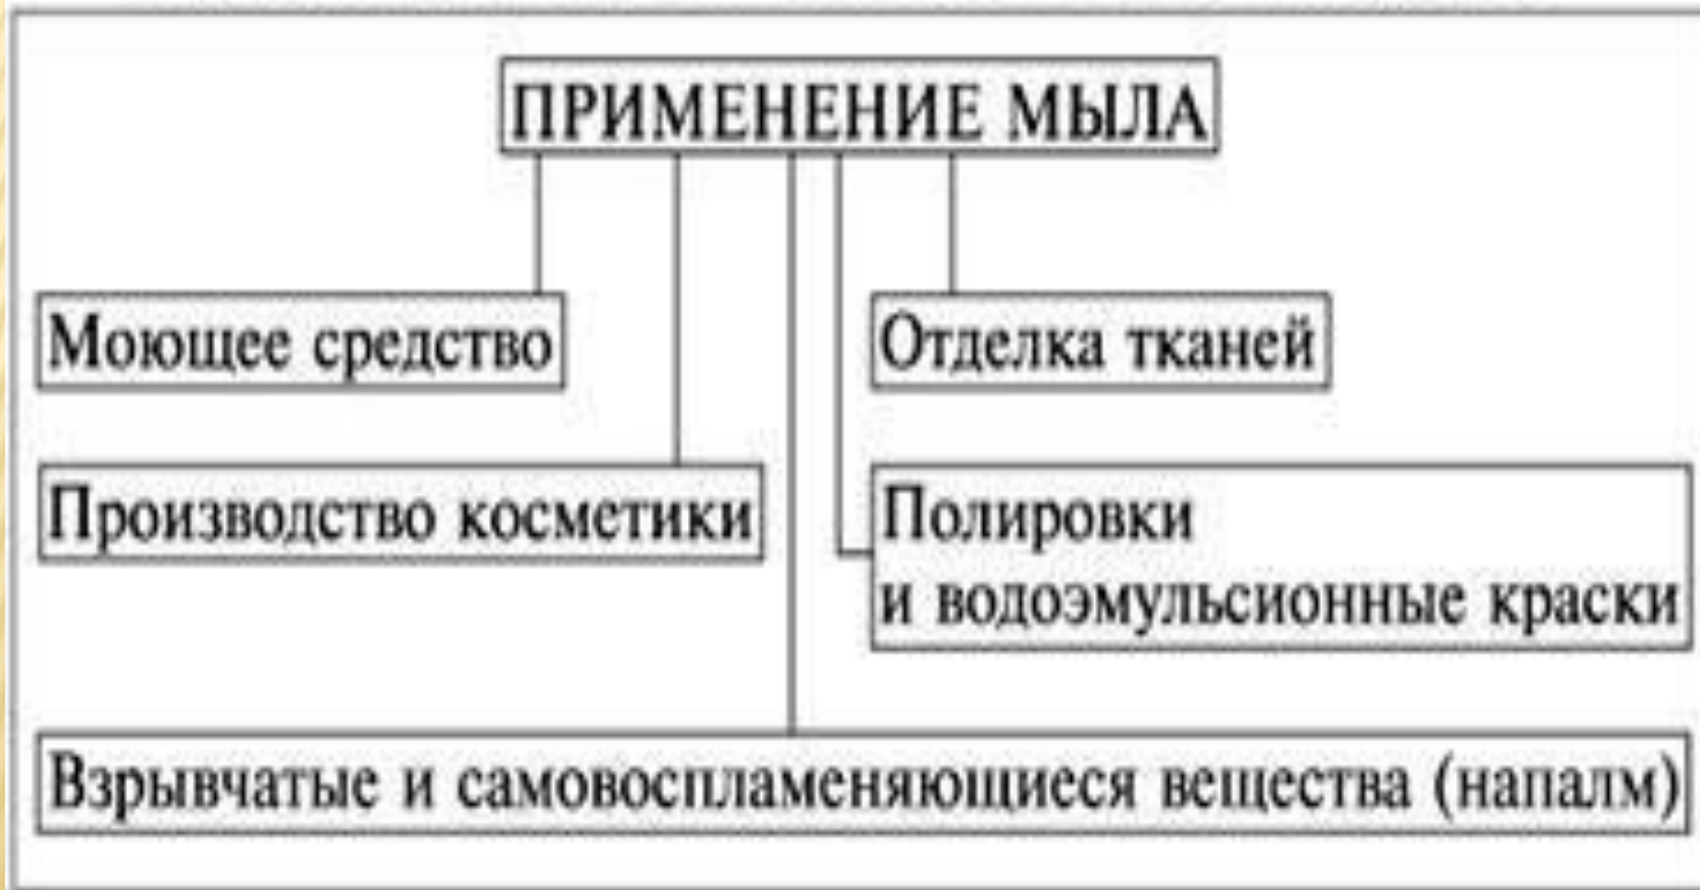 ПРИМЕНЕНИЕ МЫЛА
Моющее средство
Отделка тканей
Производство косметики
Полировки
и водоэмульсионные краски
Взрывчатые и самовоспламеняющиеся вещества (напалм)